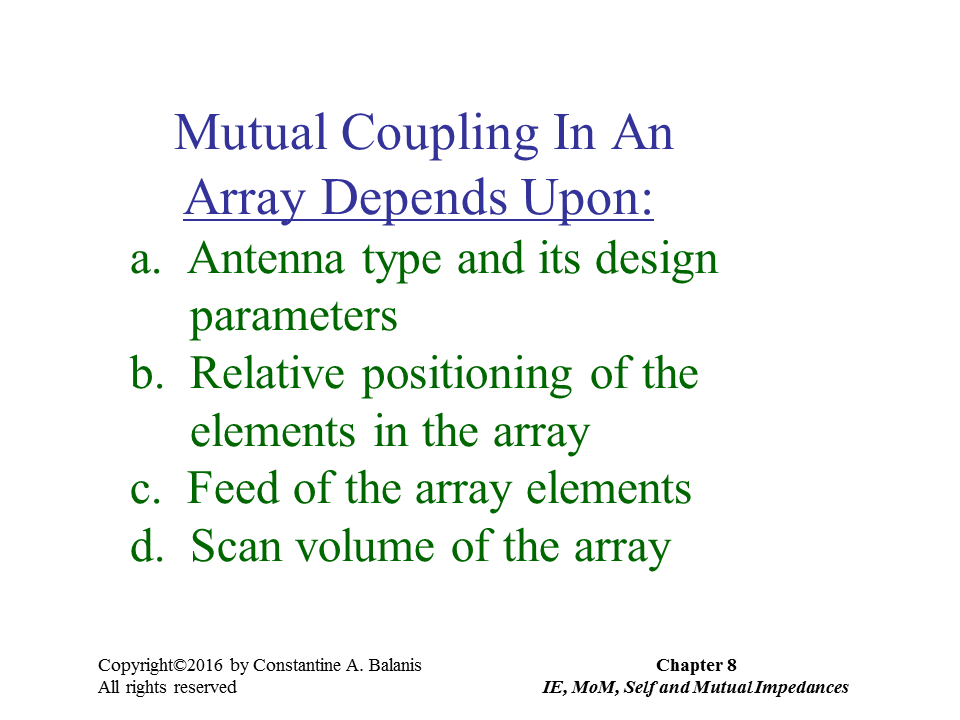 Mutual Coupling In An
Array Depends Upon:
a. Antenna type and its design
parameters
b. Relative positioning of the
elements in the array
c. Feed of the array elements
d. Scan volume of the array
Copyright©2016 by Constantine A. Balanis
All rights reserved
Chapter 8
IE, MoM, Self and Mutual Impedances